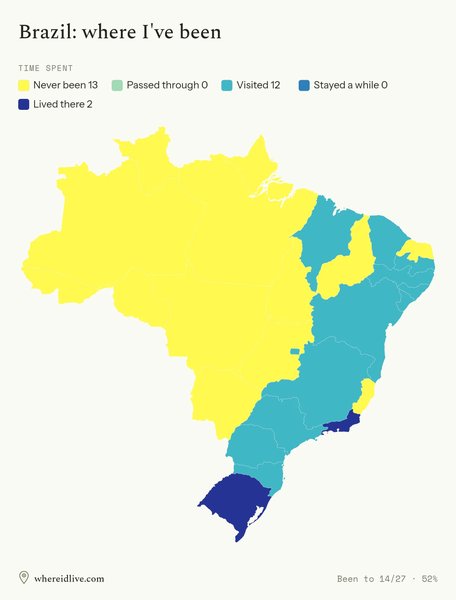 Brazil: where I've been
TIME SPENT
Never been 13 Passed through 0 Visited 12 Stayed a while 0
Lived there 2
whereidlive.com Been to 14/27 · 52%